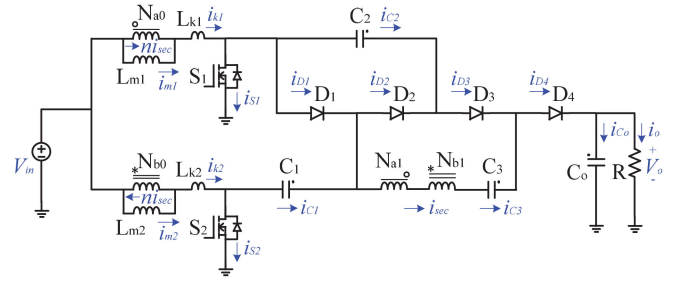 Na0 Lk1 ik1 C2 iC2
nisec
Lm1 im1 S1 iS1
iD1 iD2 iD3 iD4
D1 D2 D3 D4
Vin
*Nb0 Lk2 ik2 C1 Na1 *Nb1 C3
nisec
Lm2 im2 S2 iS2
iC1 isec iC3
iCo io
Co R + Vo -